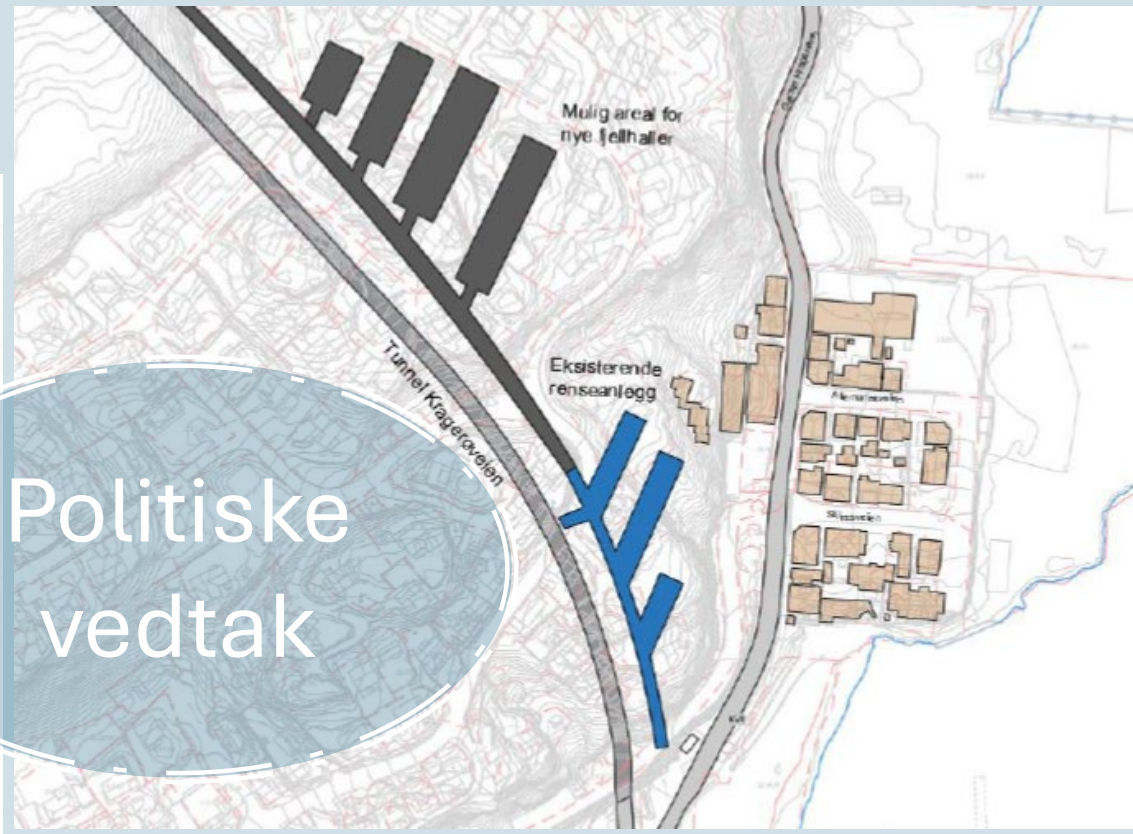 Mulig areal for
nye fjellhaller
Eksisterende
renseanlegg
Tunnel Kragerøveien
Politiske
vedtak